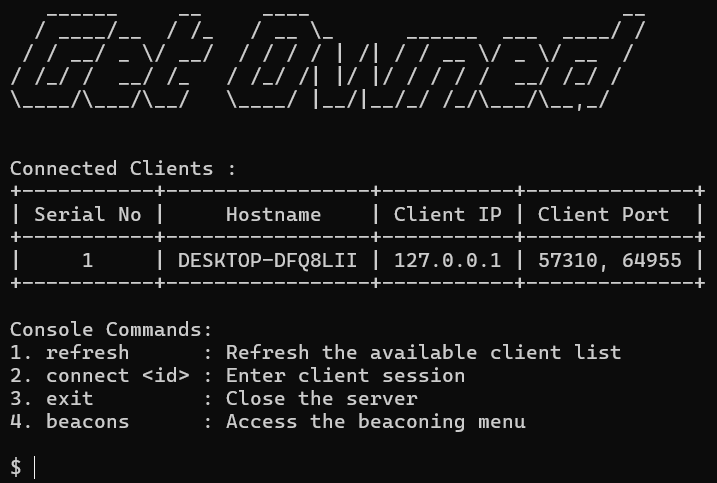 Get Owned
Connected Clients :
+-----------+-----------------+-----------+--------------+
| Serial No |     Hostname    | Client IP | Client Port  |
+-----------+-----------------+-----------+--------------+
|     1     | DESKTOP-DFQ8LII | 127.0.0.1 | 57310, 64955 |
+-----------+-----------------+-----------+--------------+
Console Commands:
1. refresh      : Refresh the available client list
2. connect <id> : Enter client session
3. exit         : Close the server
4. beacons      : Access the beaconing menu
$